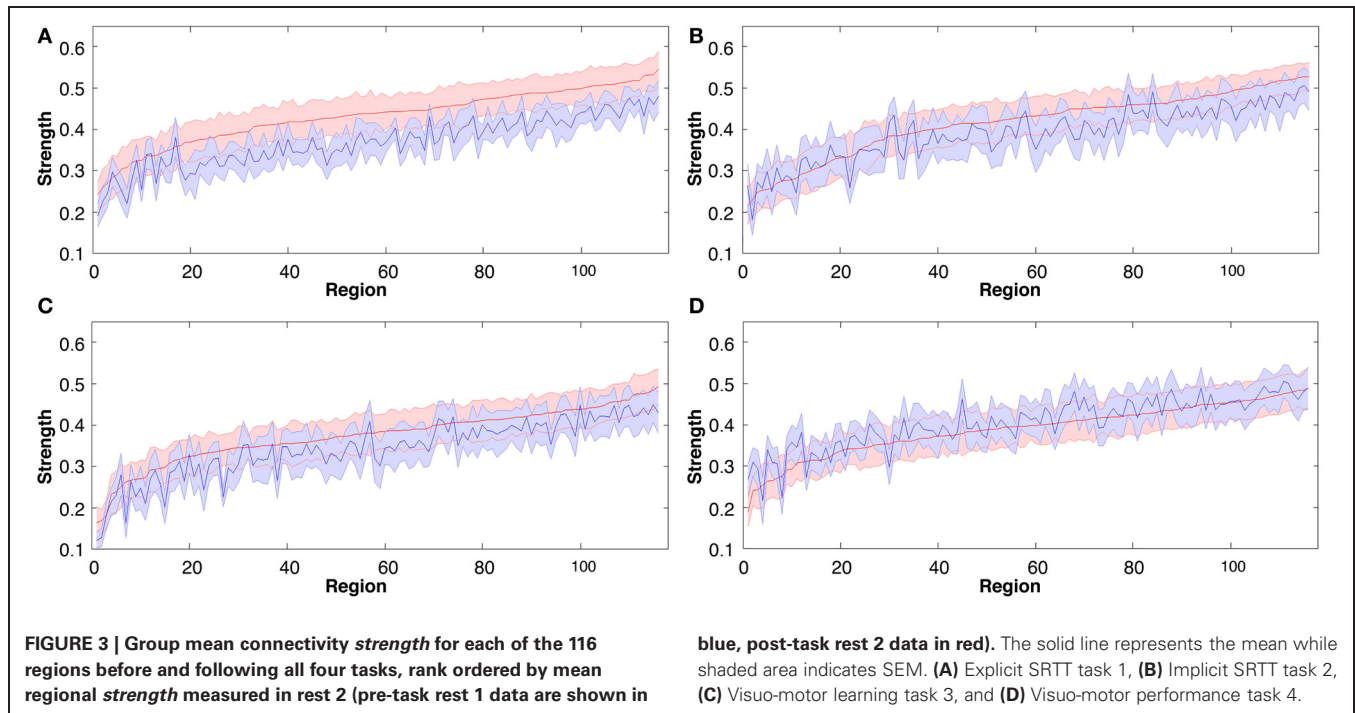 A
0.6
0.5
0.4
0.3
0.2
0.1
Strength
0 20 40 60 80 100
Region
B
0.6
0.5
0.4
0.3
0.2
0.1
Strength
0 20 40 60 80 100
Region
C
0.6
0.5
0.4
0.3
0.2
0.1
Strength
0 20 40 60 80 100
Region
D
0.6
0.5
0.4
0.3
0.2
0.1
Strength
0 20 40 60 80 100
Region
FIGURE 3 | Group mean connectivity strength for each of the 116
regions before and following all four tasks, rank ordered by mean
regional strength measured in rest 2 (pre-task rest 1 data are shown in
blue, post-task rest 2 data in red). The solid line represents the mean while
shaded area indicates SEM. (A) Explicit SRTT task 1, (B) Implicit SRTT task 2,
(C) Visuo-motor learning task 3, and (D) Visuo-motor performance task 4.